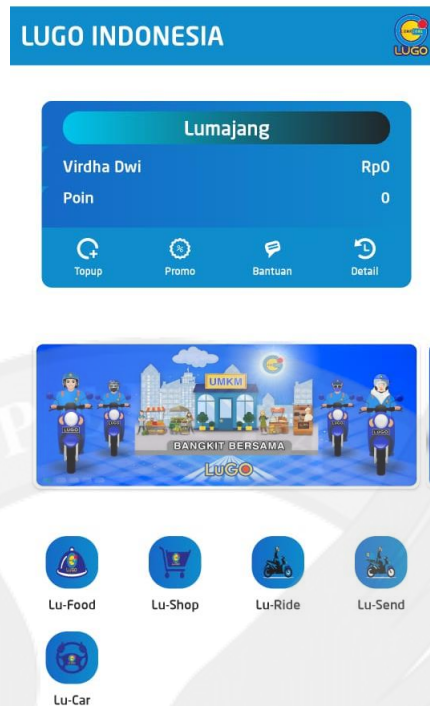 LUGO INDONESIA
LUGO
Lumajang
Virdha Dwi Rp0
Poin 0
Topup Promo Bantuan Detail
UMKM
BANGKIT BERSAMA
LUGO
Lu-Food Lu-Shop Lu-Ride Lu-Send
Lu-Car